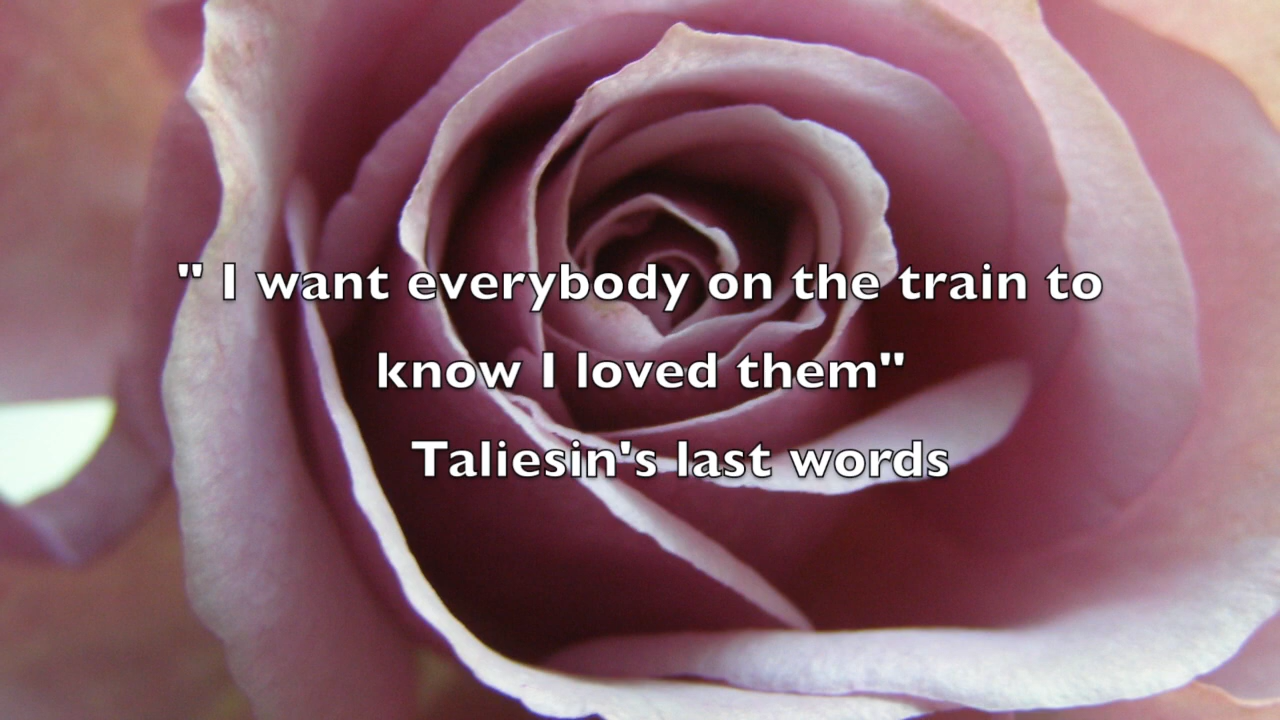 " I want everybody on the train to
know I loved them"
Taliesin's last words